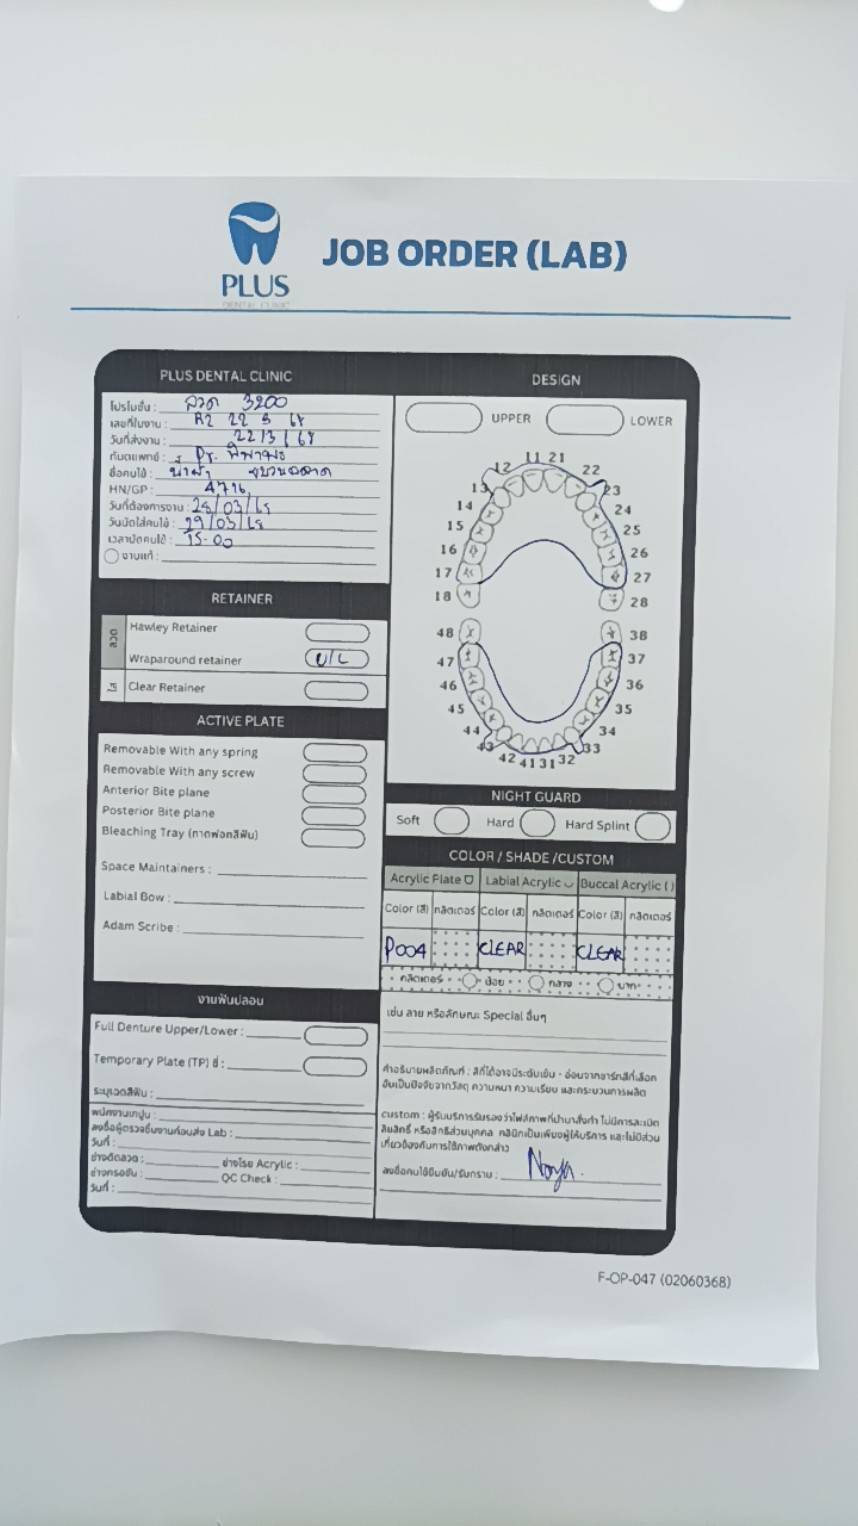 PLUS
DENTAL CLINIC
JOB ORDER (LAB)
PLUS DENTAL CLINIC
โปรโมชั่น : ลวด 3200
เลขที่ใบงาน : R2 22 3 68
วันที่ส่งงาน : 22/3/68
ทันตแพทย์ : Dr.
ชื่อคนไข้ :
HN/GP : 4716
วันที่ต้องการงาน : 28/03/68
วันนัดใส่คนไข้ : 29/03/68
เวลานัดคนไข้ : 15.00
งานแก้ :
DESIGN
UPPER LOWER
11 21
12 22
13 23
14 24
15 25
16 26
17 27
18 28
48 38
47 37
46 36
45 35
44 34
43 33
42 41 31 32
RETAINER
ลวด
Hawley Retainer
Wraparound retainer U/L
ใส Clear Retainer
ACTIVE PLATE
Removable With any spring
Removable With any screw
Anterior Bite plane
Posterior Bite plane
Bleaching Tray (ถาดฟอกสีฟัน)
Space Maintainers :
Labial Bow :
Adam Scribe :
NIGHT GUARD
Soft Hard Hard Splint
COLOR / SHADE /CUSTOM
Acrylic Plate Labial Acrylic Buccal Acrylic ( )
Color (สี) กลิตเตอร์ Color (สี) กลิตเตอร์ Color (สี) กลิตเตอร์
P004 CLEAR CLEAR
กลิตเตอร์ น้อย กลาง มาก
เช่น ลาย หรือลักษณะ Special อื่นๆ
คำอธิบายผลิตภัณฑ์ : สีที่ได้อาจมีระดับเข้ม - อ่อนจากชาร์ทสีที่เลือก
อันเป็นปัจจัยจากวัสดุ ความหนา ความเรียบ และกระบวนการผลิต
custom : ผู้รับบริการรับรองว่าไฟล์ภาพที่นำมาสั่งทำ ไม่มีการละเมิด
ลิขสิทธิ์ หรือสิทธิส่วนบุคคล คลินิกเป็นเพียงผู้ให้บริการ และไม่มีส่วน
เกี่ยวข้องกับการใช้ภาพดังกล่าว
ลงชื่อคนไข้ยืนยัน/รับทราบ :
งานฟันปลอม
Full Denture Upper/Lower :
Temporary Plate (TP) ซี่ :
ระบุเฉดสีฟัน :
พนักงานเทปูน :
ลงชื่อผู้ตรวจชิ้นงานก่อนส่ง Lab :
วันที่ :
ช่างดัดลวด : ช่างโรย Acrylic :
ช่างกรอขัด : QC Check :
วันที่ :
F-OP-047 (02060368)